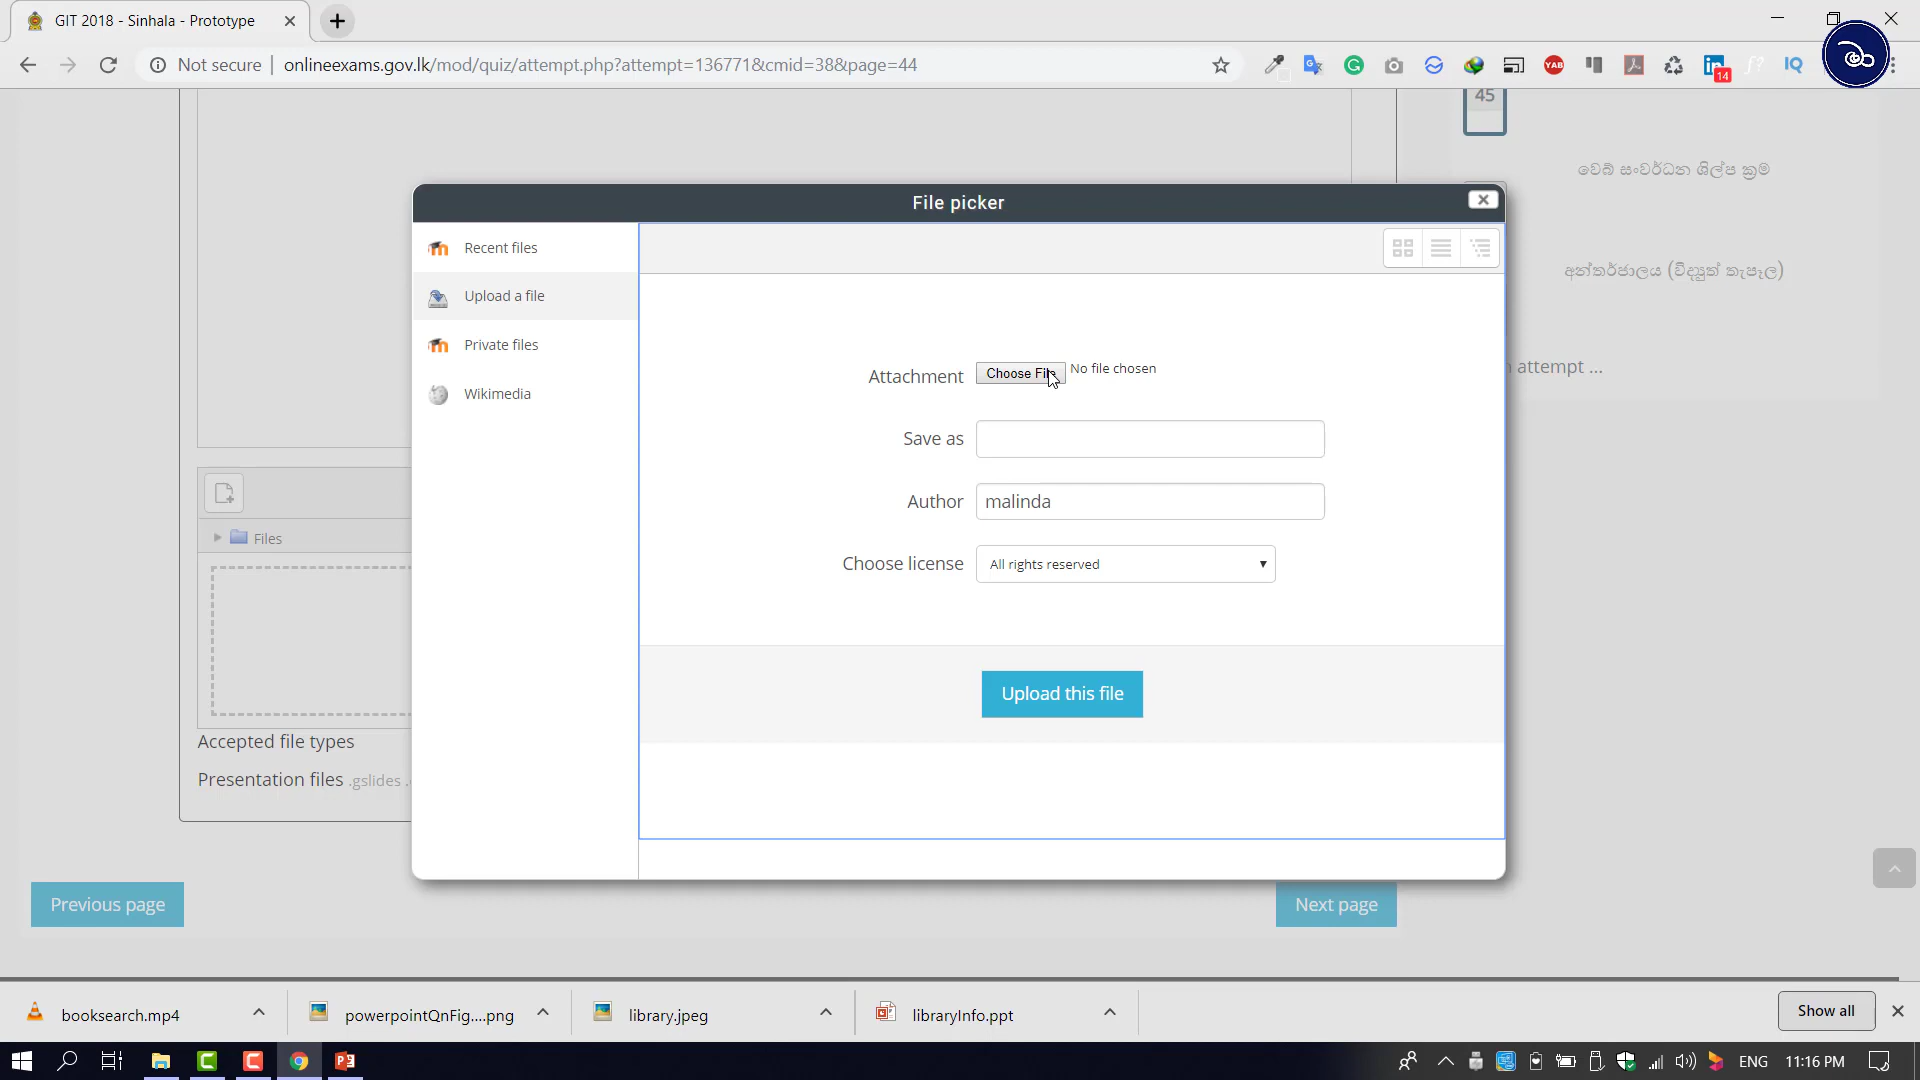 GIT 2018 - Sinhala - Prototype
Not secure
onlineexams.gov.lk/mod/quiz/attempt.php?attempt=136771&cmid=38&page=44
YAB
14
IQ
45
වෙබ් සංවර්ධන ශිල්ප ක්‍රම
File picker
Recent files
Upload a file
අන්තර්ජාලය (විද්‍යුත් තැපෑල)
Private files
attempt ...
Attachment
Choose File
No file chosen
Wikimedia
Save as
Author
malinda
Files
Choose license
All rights reserved
Upload this file
Accepted file types
Presentation files .gslides
Previous page
Next page
booksearch.mp4
powerpointQnFig....png
library.jpeg
libraryInfo.ppt
Show all
ENG
11:16 PM